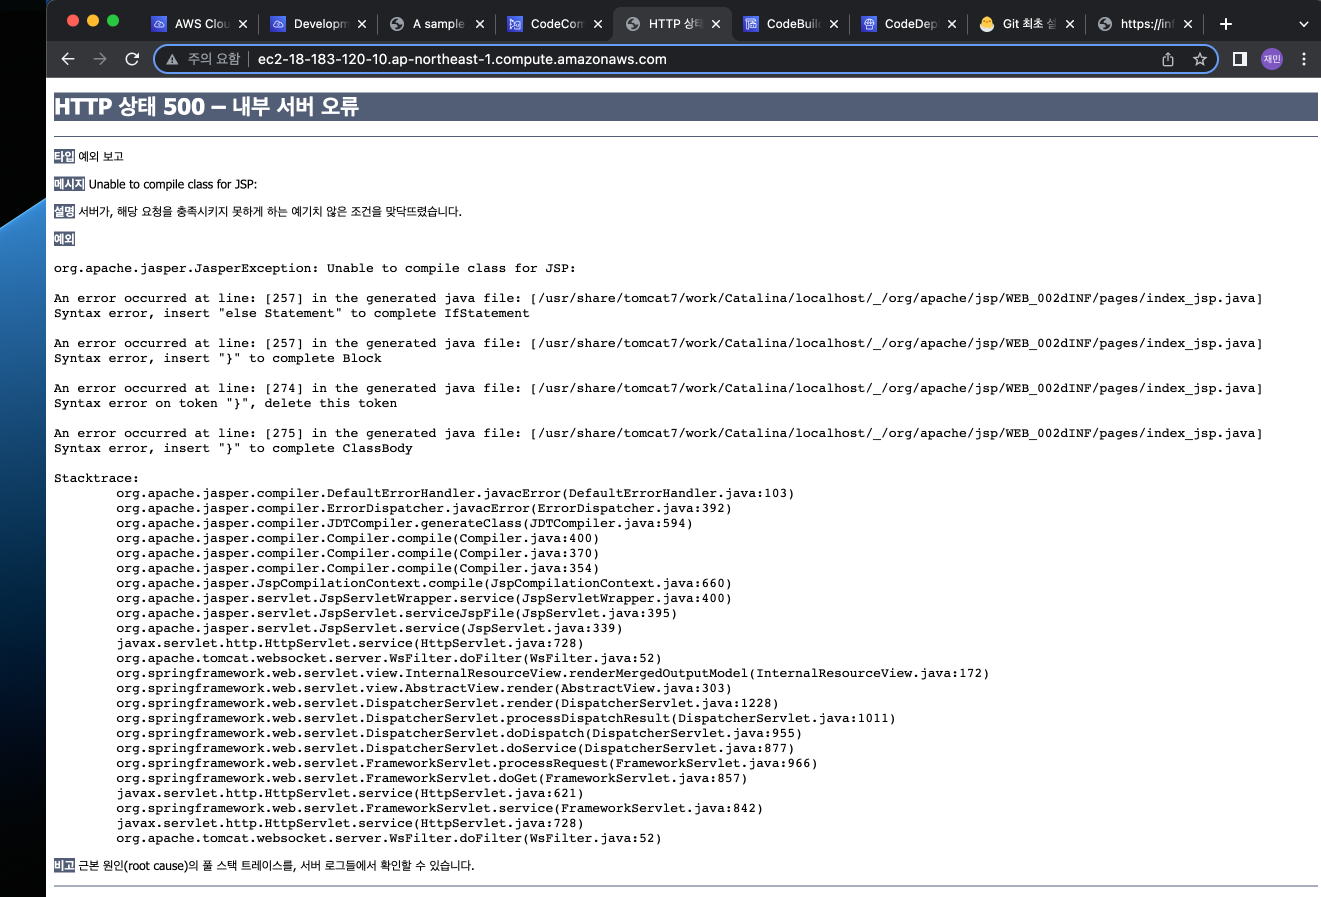 AWS Clou
Developm
A sample
CodeCom
HTTP 상태
CodeBuil
CodeDep
Git 최초 설
https://inf
주의 요함
ec2-18-183-120-10.ap-northeast-1.compute.amazonaws.com
재민
HTTP 상태 500 – 내부 서버 오류
타입 예외 보고
메시지 Unable to compile class for JSP:
설명 서버가, 해당 요청을 충족시키지 못하게 하는 예기치 않은 조건을 맞닥뜨렸습니다.
예외
org.apache.jasper.JasperException: Unable to compile class for JSP:
An error occurred at line: [257] in the generated java file: [/usr/share/tomcat7/work/Catalina/localhost/_/org/apache/jsp/WEB_002dINF/pages/index_jsp.java]
Syntax error, insert "else Statement" to complete IfStatement
An error occurred at line: [257] in the generated java file: [/usr/share/tomcat7/work/Catalina/localhost/_/org/apache/jsp/WEB_002dINF/pages/index_jsp.java]
Syntax error, insert "}" to complete Block
An error occurred at line: [274] in the generated java file: [/usr/share/tomcat7/work/Catalina/localhost/_/org/apache/jsp/WEB_002dINF/pages/index_jsp.java]
Syntax error on token "}", delete this token
An error occurred at line: [275] in the generated java file: [/usr/share/tomcat7/work/Catalina/localhost/_/org/apache/jsp/WEB_002dINF/pages/index_jsp.java]
Syntax error, insert "}" to complete ClassBody
Stacktrace:
org.apache.jasper.compiler.DefaultErrorHandler.javacError(DefaultErrorHandler.java:103)
org.apache.jasper.compiler.ErrorDispatcher.javacError(ErrorDispatcher.java:392)
org.apache.jasper.compiler.JDTCompiler.generateClass(JDTCompiler.java:594)
org.apache.jasper.compiler.Compiler.compile(Compiler.java:400)
org.apache.jasper.compiler.Compiler.compile(Compiler.java:370)
org.apache.jasper.compiler.Compiler.compile(Compiler.java:354)
org.apache.jasper.JspCompilationContext.compile(JspCompilationContext.java:660)
org.apache.jasper.servlet.JspServletWrapper.service(JspServletWrapper.java:400)
org.apache.jasper.servlet.JspServlet.serviceJspFile(JspServlet.java:395)
org.apache.jasper.servlet.JspServlet.service(JspServlet.java:339)
javax.servlet.http.HttpServlet.service(HttpServlet.java:728)
org.apache.tomcat.websocket.server.WsFilter.doFilter(WsFilter.java:52)
org.springframework.web.servlet.view.InternalResourceView.renderMergedOutputModel(InternalResourceView.java:172)
org.springframework.web.servlet.view.AbstractView.render(AbstractView.java:303)
org.springframework.web.servlet.DispatcherServlet.render(DispatcherServlet.java:1228)
org.springframework.web.servlet.DispatcherServlet.processDispatchResult(DispatcherServlet.java:1011)
org.springframework.web.servlet.DispatcherServlet.doDispatch(DispatcherServlet.java:955)
org.springframework.web.servlet.DispatcherServlet.doService(DispatcherServlet.java:877)
org.springframework.web.servlet.FrameworkServlet.processRequest(FrameworkServlet.java:966)
org.springframework.web.servlet.FrameworkServlet.doGet(FrameworkServlet.java:857)
javax.servlet.http.HttpServlet.service(HttpServlet.java:621)
org.springframework.web.servlet.FrameworkServlet.service(FrameworkServlet.java:842)
javax.servlet.http.HttpServlet.service(HttpServlet.java:728)
org.apache.tomcat.websocket.server.WsFilter.doFilter(WsFilter.java:52)
비고 근본 원인(root cause)의 풀 스택 트레이스를, 서버 로그들에서 확인할 수 있습니다.